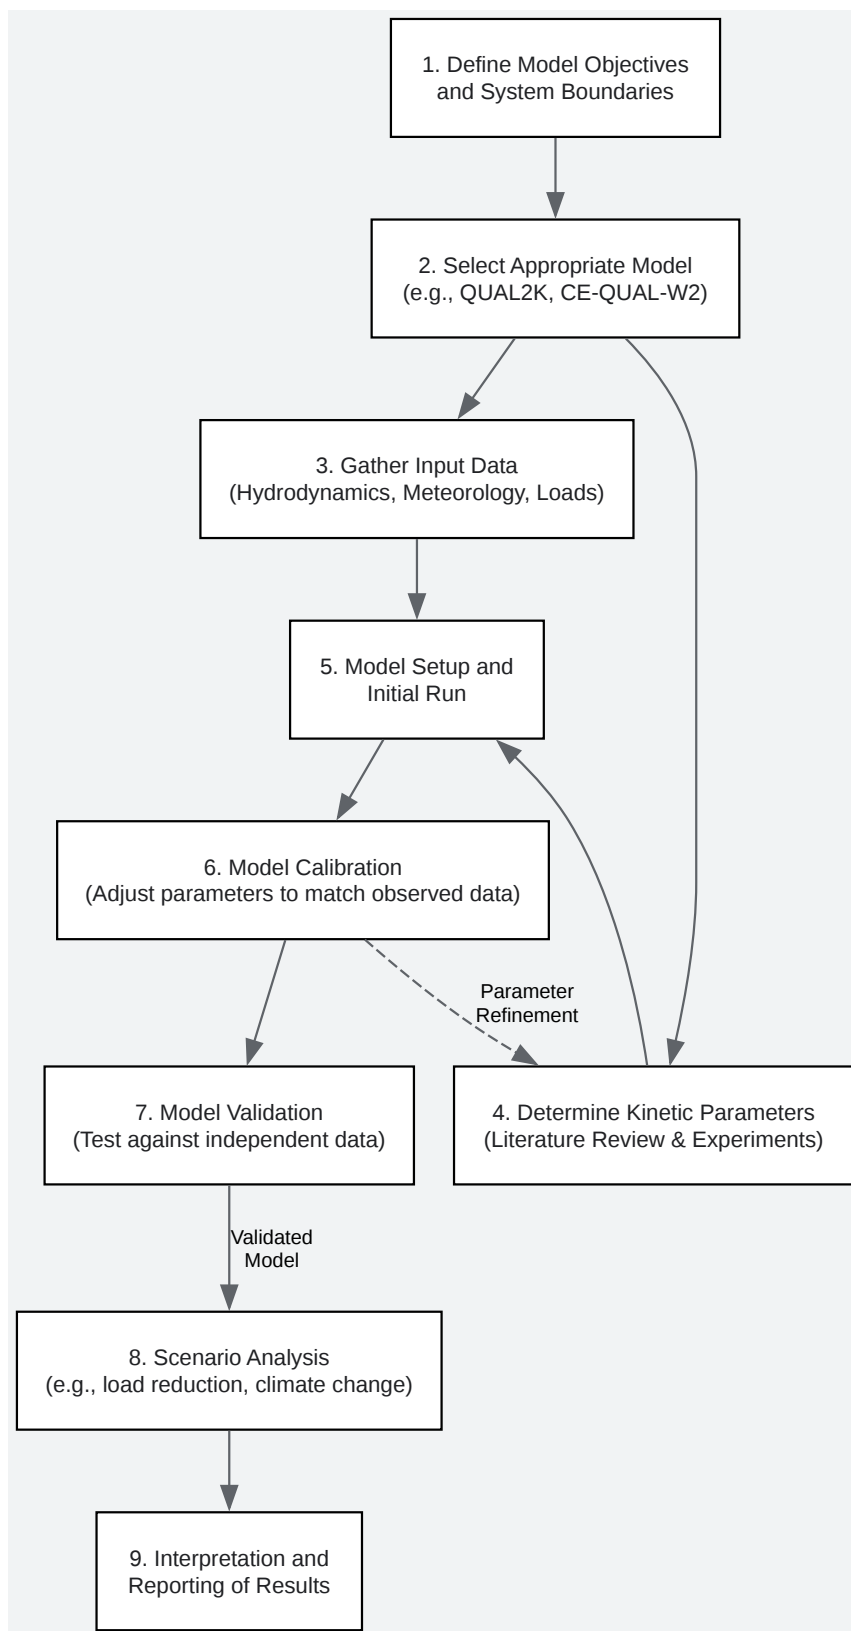 1. Define Model Objectives
and System Boundaries
2. Select Appropriate Model
(e.g., QUAL2K, CE-QUAL-W2)
3. Gather Input Data
(Hydrodynamics, Meteorology, Loads)
5. Model Setup and
Initial Run
6. Model Calibration
(Adjust parameters to match observed data)
Parameter
Refinement
7. Model Validation
(Test against independent data)
4. Determine Kinetic Parameters
(Literature Review & Experiments)
Validated
Model
8. Scenario Analysis
(e.g., load reduction, climate change)
9. Interpretation and
Reporting of Results